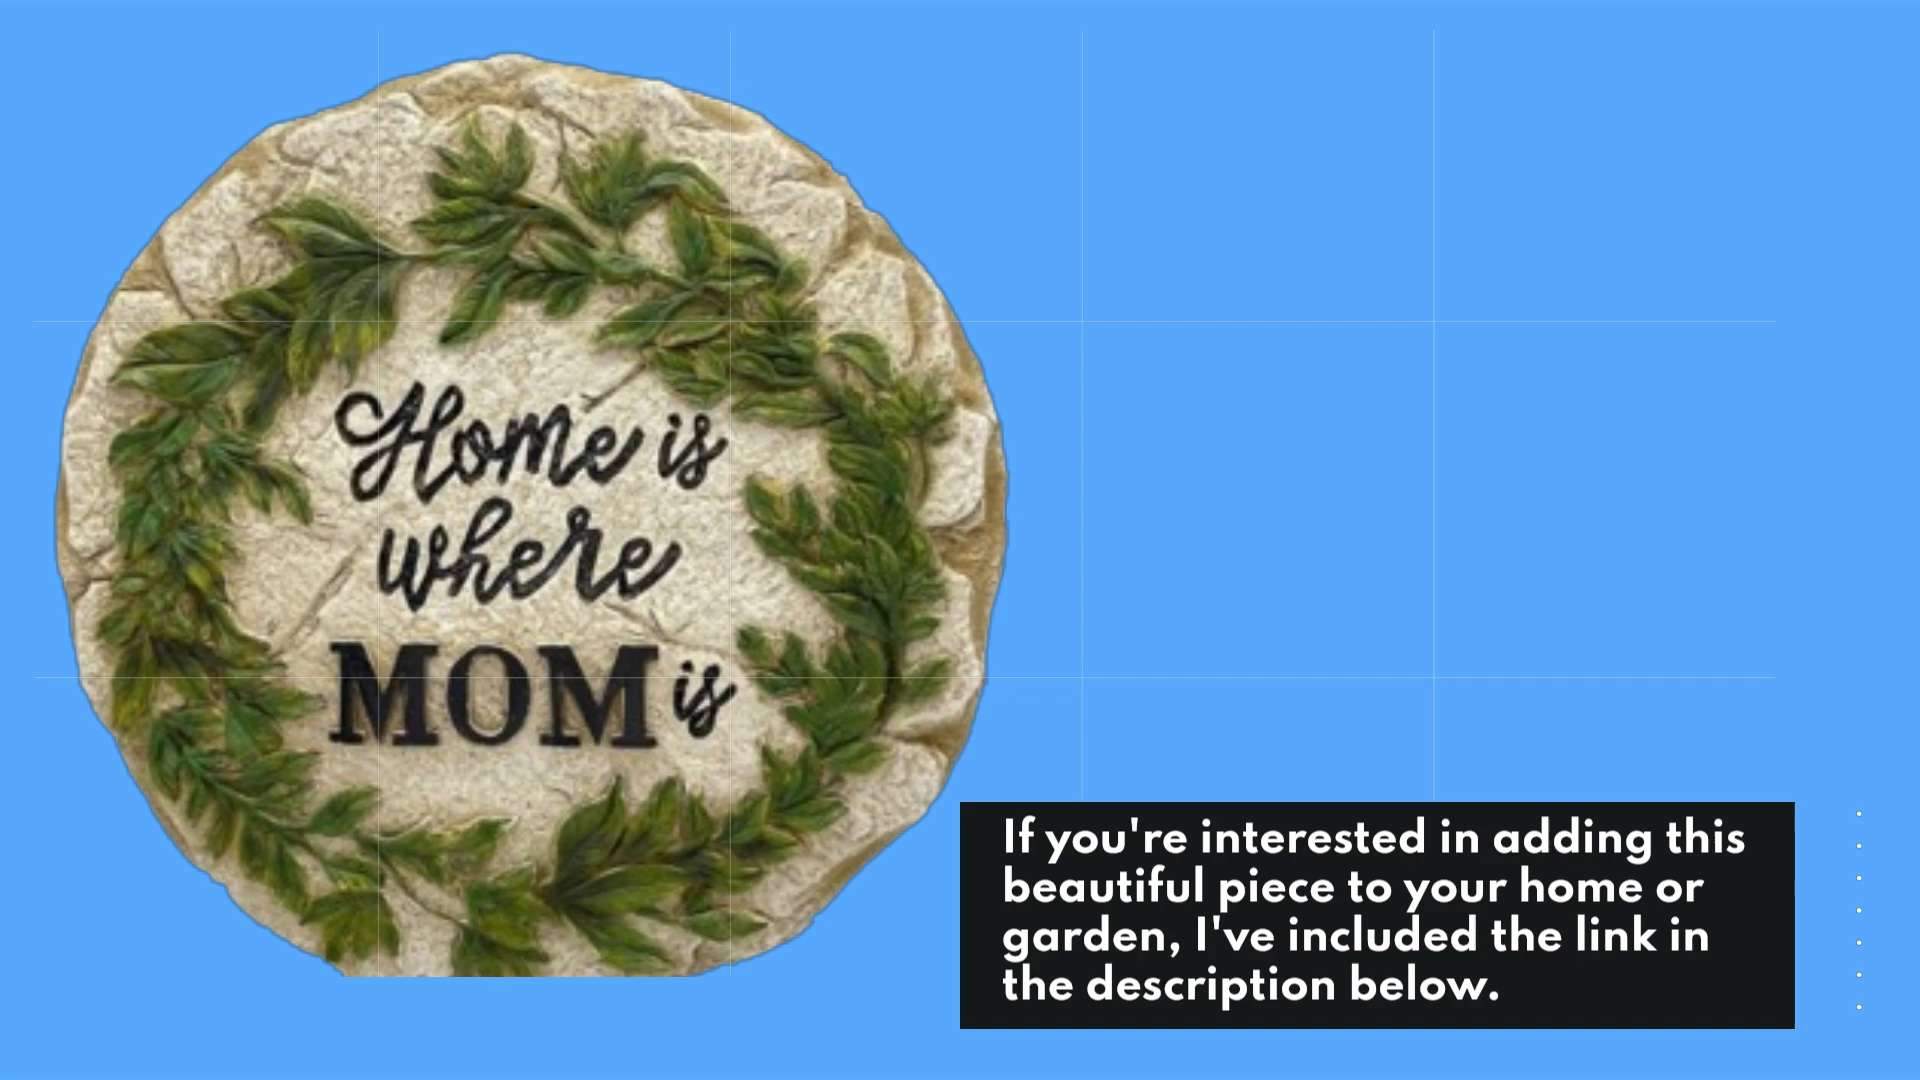 Home is
where
MOM is
If you're interested in adding this
beautiful piece to your home or
garden, I've included the link in
the description below.